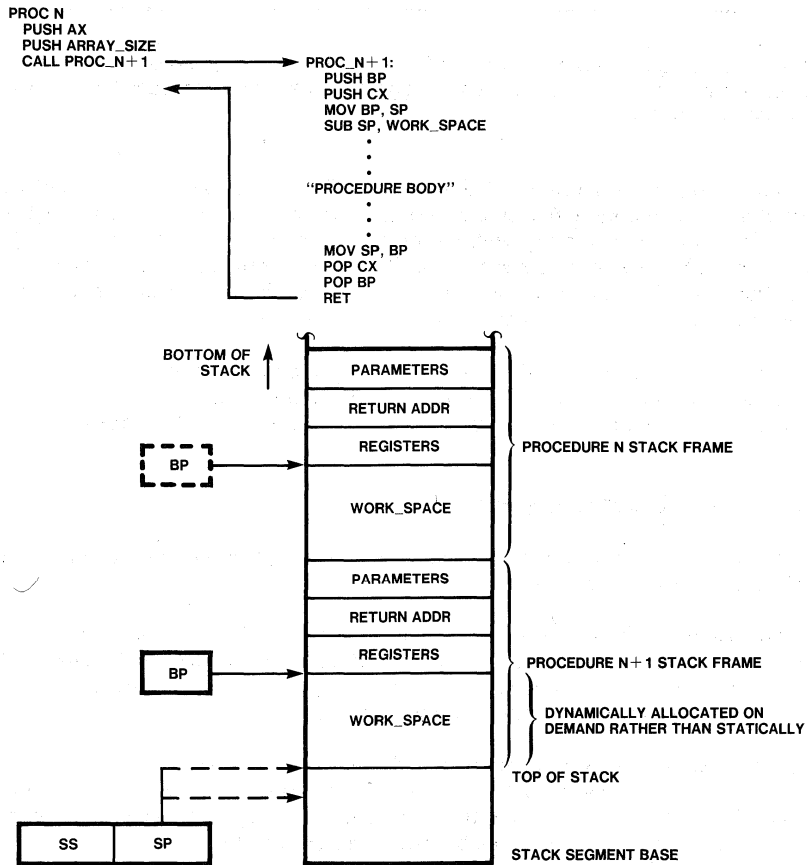 PROC N
PUSH AX
PUSH ARRAY_SIZE
CALL PROC_N+1
PROC_N+1:
PUSH BP
PUSH CX
MOV BP, SP
SUB SP, WORK_SPACE
"PROCEDURE BODY"
MOV SP, BP
POP CX
POP BP
RET
BOTTOM OF
STACK
PARAMETERS
RETURN ADDR
REGISTERS
BP
WORK_SPACE
PROCEDURE N STACK FRAME
PARAMETERS
RETURN ADDR
REGISTERS
BP
WORK_SPACE
PROCEDURE N+1 STACK FRAME
DYNAMICALLY ALLOCATED ON
DEMAND RATHER THAN STATICALLY
TOP OF STACK
SS
SP
STACK SEGMENT BASE